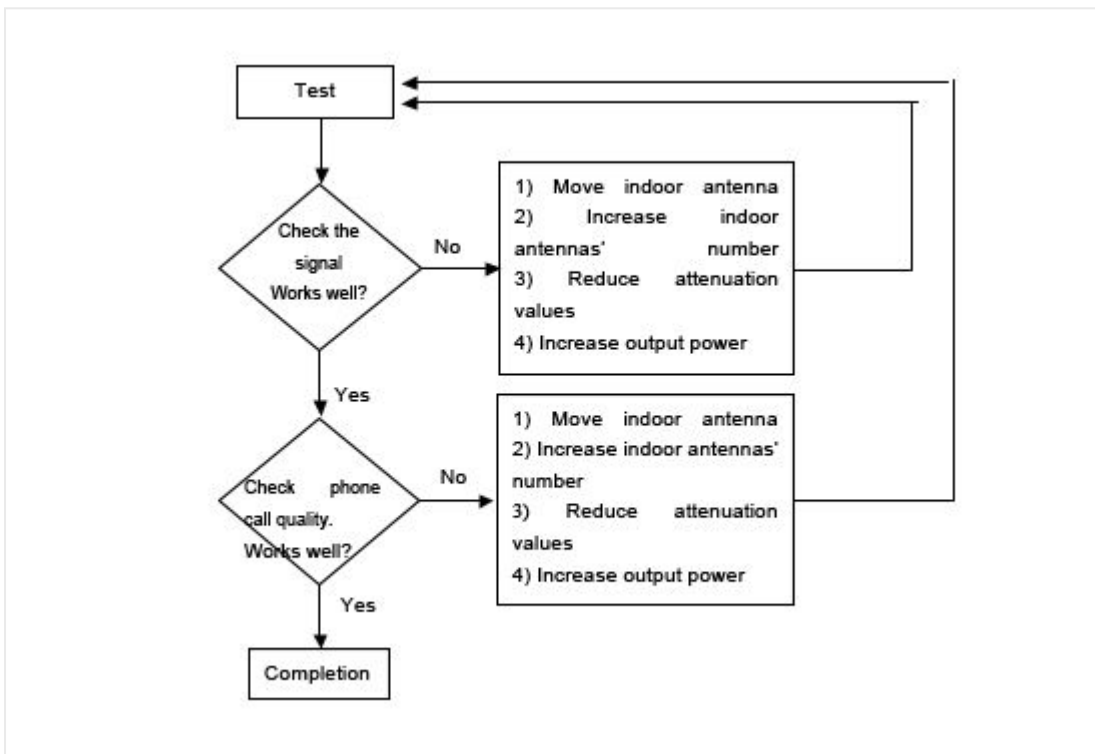 Test
Check the
signal
Works well?
No
1) Move indoor antenna
2) Increase indoor
antennas' number
3) Reduce attenuation
values
4) Increase output power
Yes
Check phone
call quality.
Works well?
No
1) Move indoor antenna
2) Increase indoor antennas'
number
3) Reduce attenuation
values
4) Increase output power
Yes
Completion